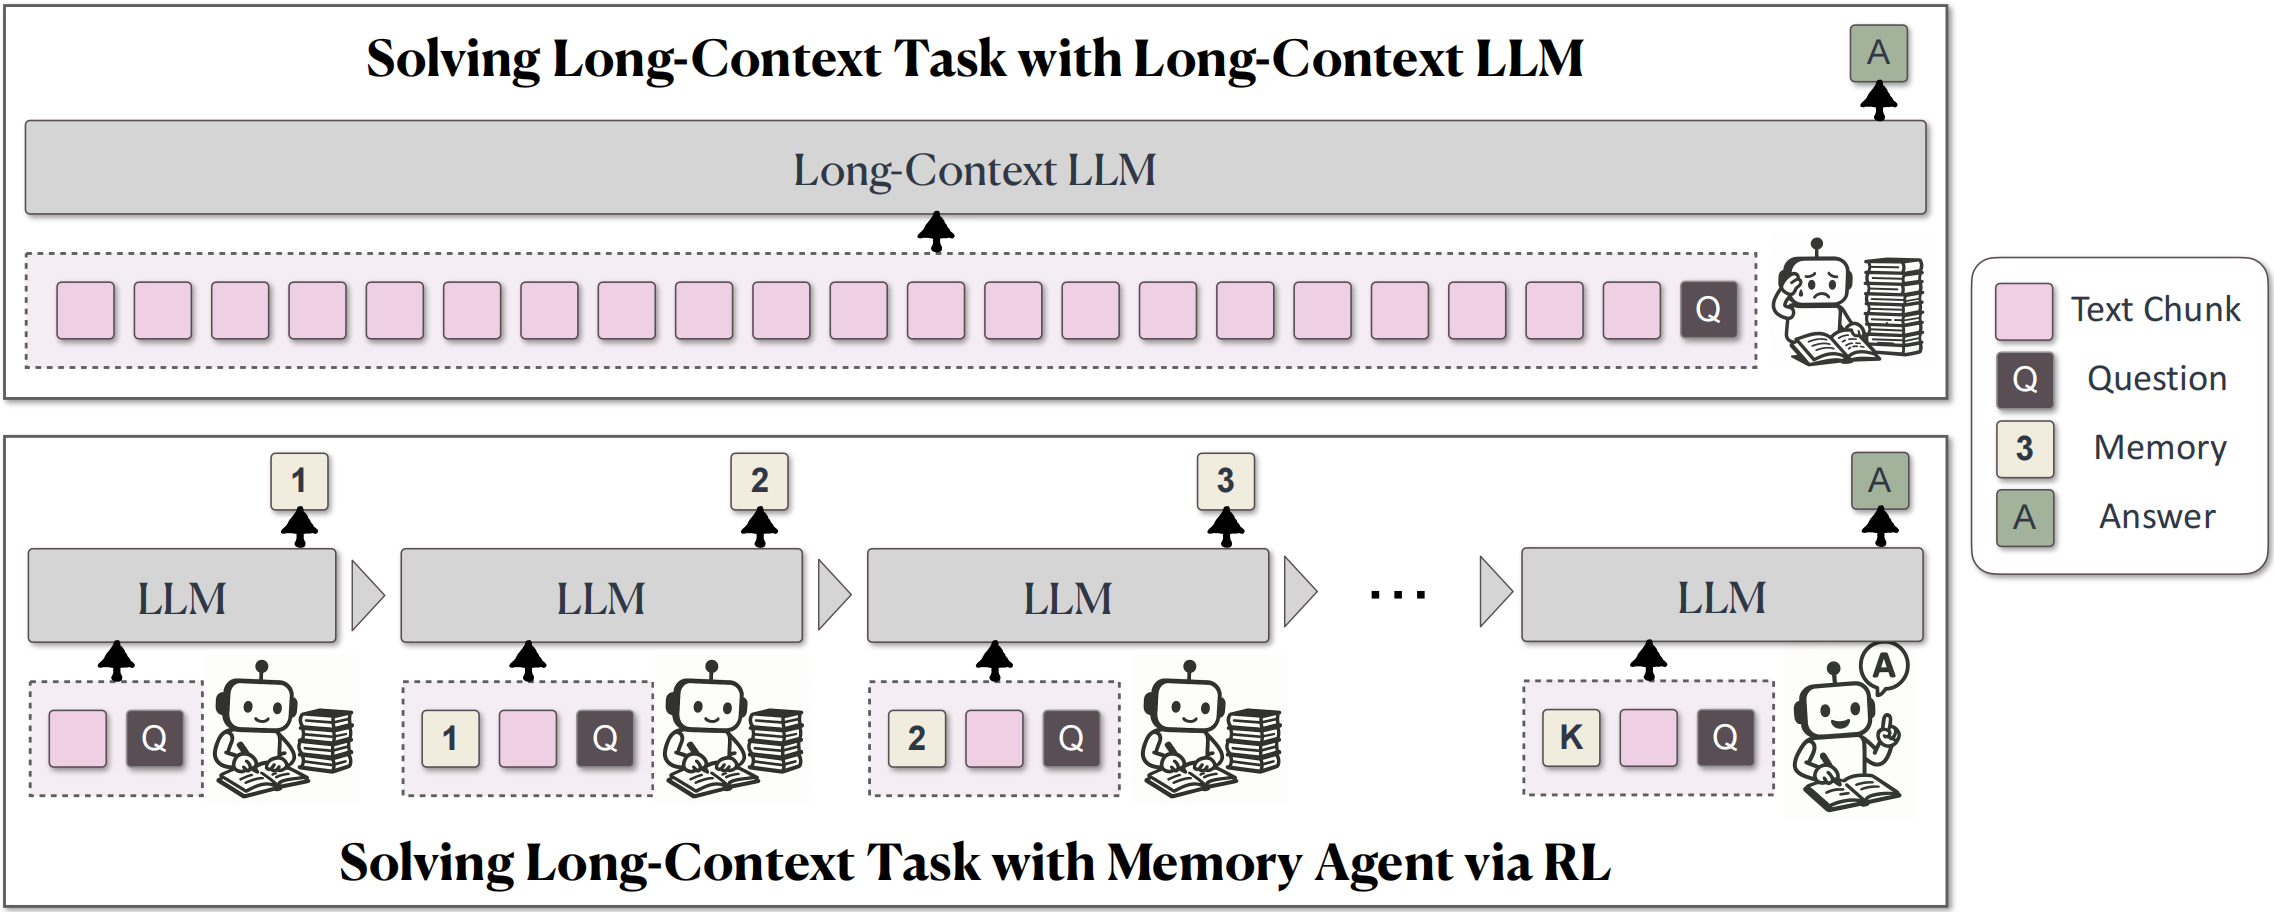 Solving Long-Context Task with Long-Context LLM
A
Long-Context LLM
Q
Text Chunk
Q Question
3 Memory
A Answer
1 2 3 A
LLM LLM LLM ... LLM
A
Q 1 Q 2 Q K Q
Solving Long-Context Task with Memory Agent via RL